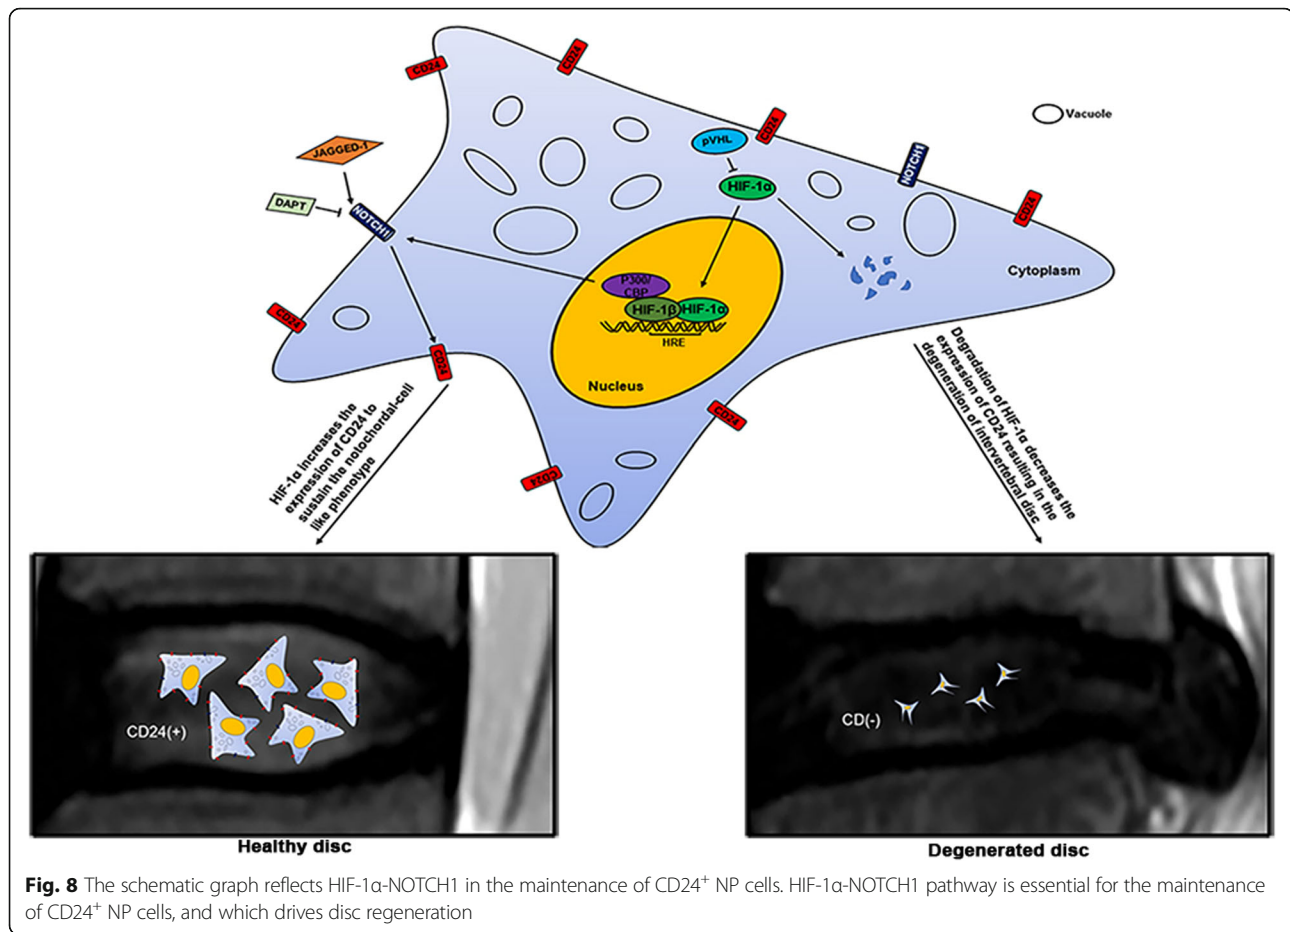 CD24
CD24
CD24
pVHL
HIF-1α
NOTCH1
CD24
Vacuole
JAGGED-1
DAPT
NOTCH1
Cytoplasm
P300/
CBP
HIF-1β
HIF-1α
HRE
Nucleus
CD24
CD24
CD24
CD24
HIF-1α increases the
expression of CD24 to
sustain the notochordal-cell
like phenotype
Degradation of HIF-1α decreases the
expression of CD24 resulting in the
degeneration of intervertebral disc
CD24(+)
CD(-)
Healthy disc
Degenerated disc
Fig. 8 The schematic graph reflects HIF-1α-NOTCH1 in the maintenance of CD24⁺ NP cells. HIF-1α-NOTCH1 pathway is essential for the maintenance
of CD24⁺ NP cells, and which drives disc regeneration